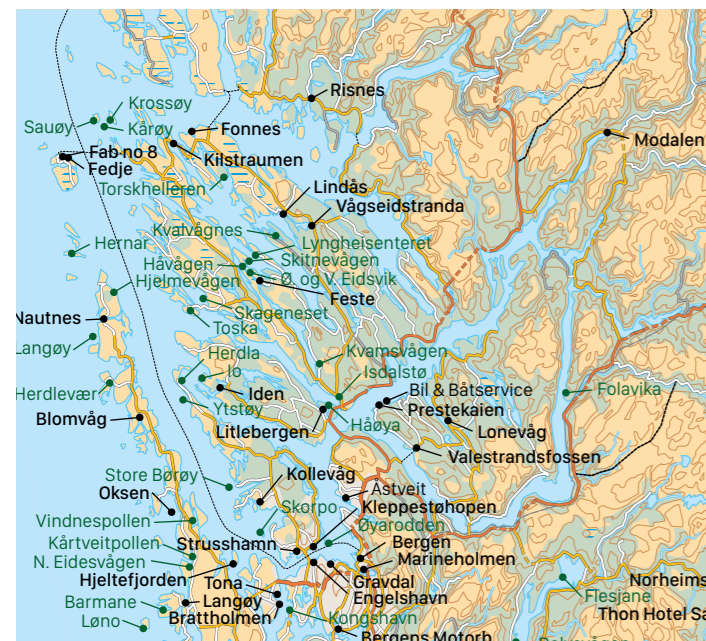 Risnes
Krossøy
Sauøy
Kårøy
Fonnes
Modalen
Fab no 8
Fedje
Kilstraumen
Torskhelleren
Lindås
Vågseidstranda
Kvalvågnes
Hernar
Lyngheisenteret
Skitnevågen
Håvågen
Ø. og V. Eidsvik
Hjelmevågen
Feste
Skageneset
Nautnes
Toska
Langøy
Kvamsvågen
Herdla
Isdalstø
Jo
Herdlevær
Iden
Bil & Båtservice
Folavika
Ytstøy
Prestekaien
Blomvåg
Litlebergen
Håøya
Lonevåg
Valestrandsfossen
Store Børøy
Kollevåg
Oksen
Astveit
Skorpo
Kleppestøhopen
Vindnespollen
Øyarodden
Kårtveitpollen
Strusshamn
Bergen
N. Eidesvågen
Marineholmen
Hjeltefjorden
Gravdal
Flesjane
Norheims
Tona
Engelshavn
Barmane
Langøy
Thon Hotel Sa
Løno
Brattholmen
Kongshavn
Bergens Motorb